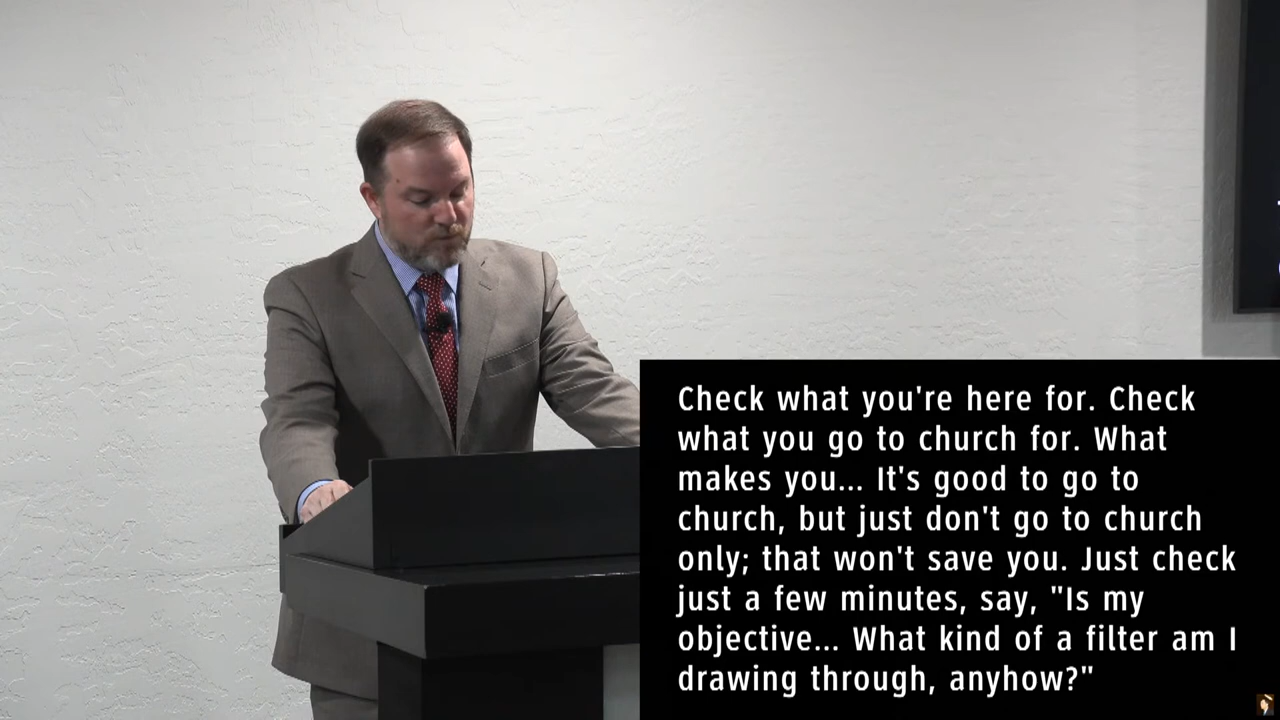 Check what you're here for. Check
what you go to church for. What
makes you... It's good to go to
church, but just don't go to church
only; that won't save you. Just check
just a few minutes, say, "Is my
objective... What kind of a filter am I
drawing through, anyhow?"